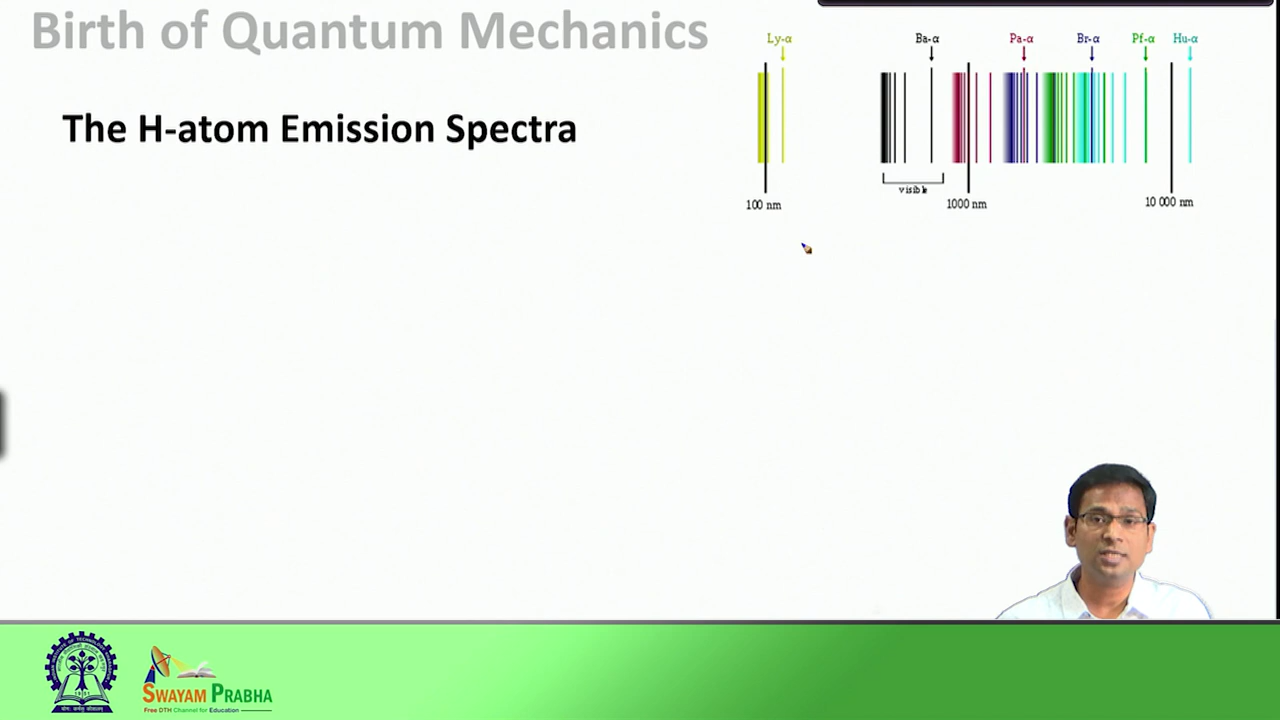 Birth of Quantum Mechanics
The H-atom Emission Spectra
Ly-α Ba-α Pa-α Br-α Pf-α Hu-α
visible
100 nm 1000 nm 10 000 nm
SWAYAM PRABHA
Free DTH Channel for Education